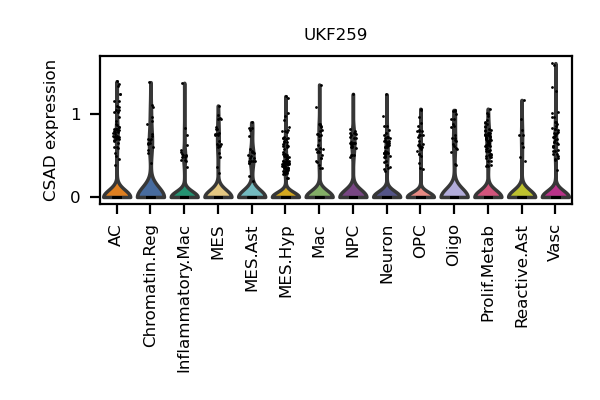 UKF259
CSAD expression
1
0
AC
Chromatin.Reg
Inflammatory.Mac
MES
MES.Ast
MES.Hyp
Mac
NPC
Neuron
OPC
Oligo
Prolif.Metab
Reactive.Ast
Vasc